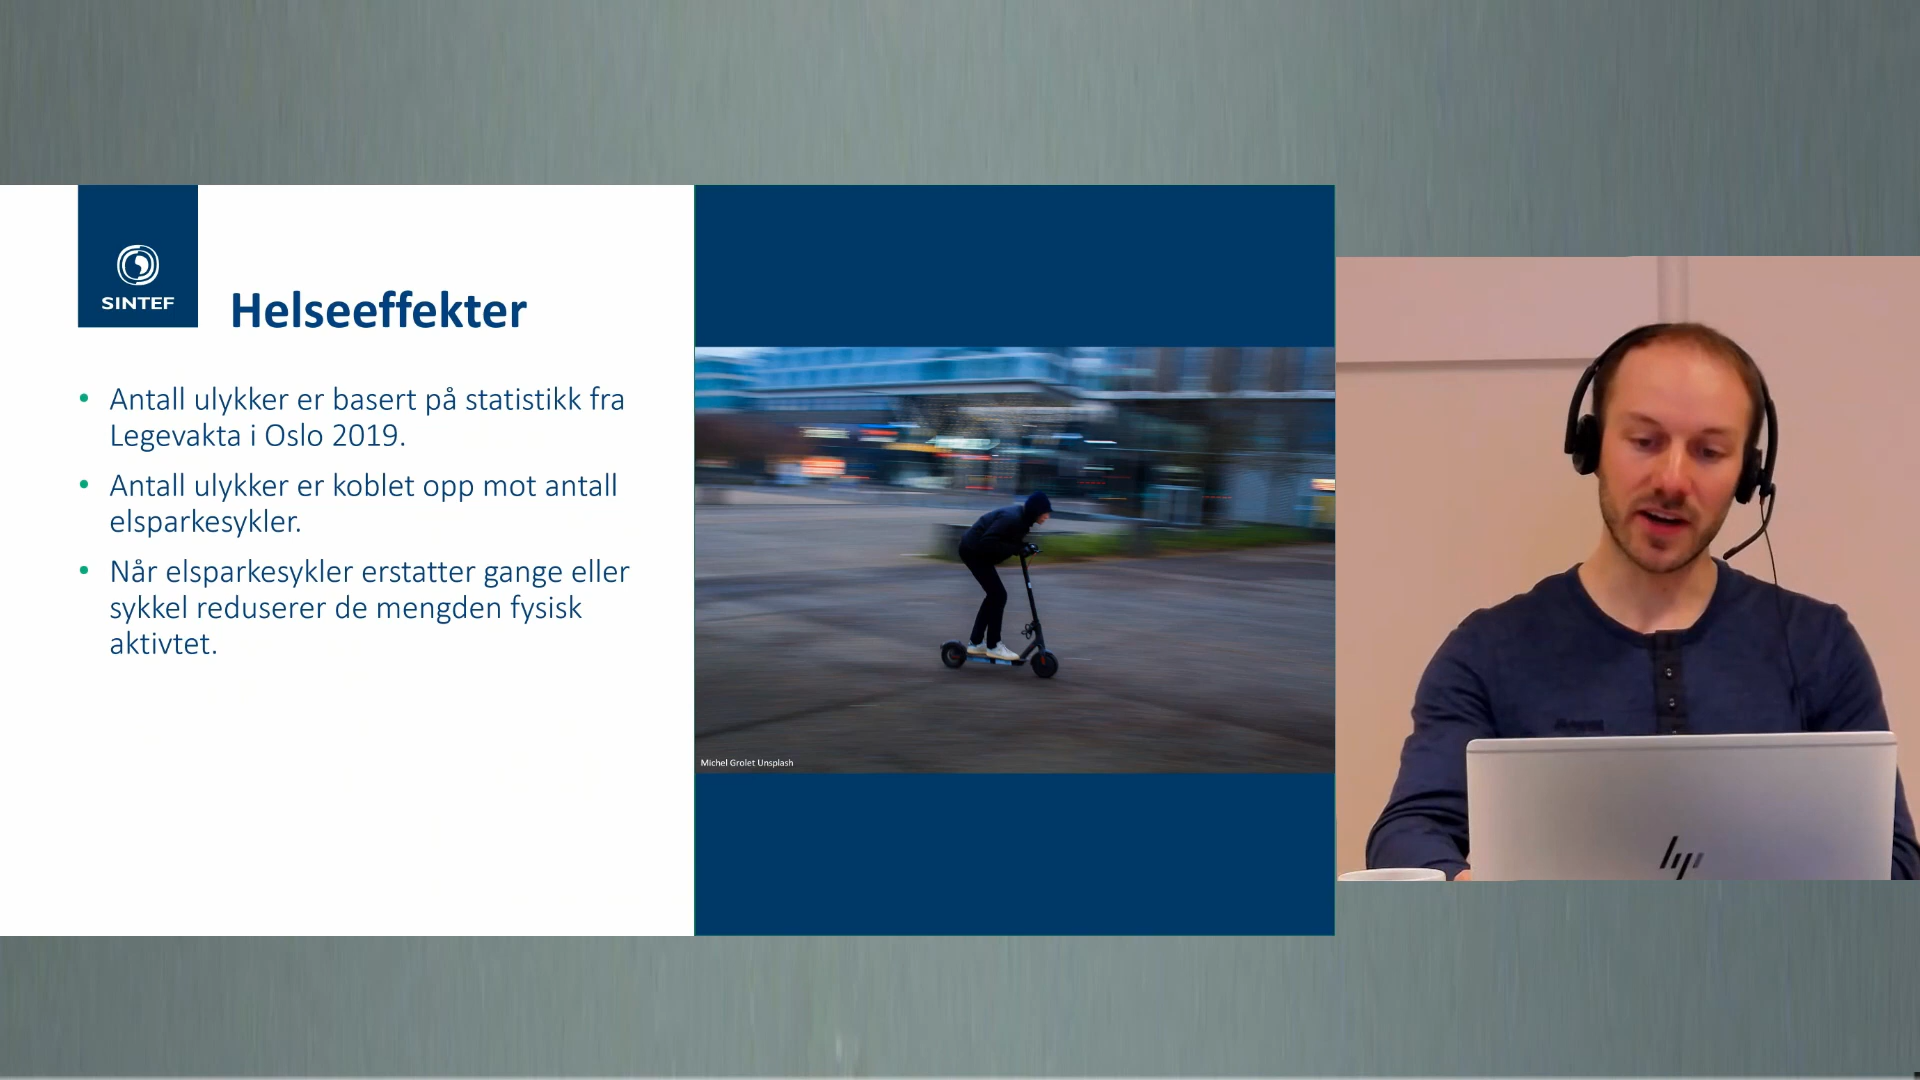 SINTEF
Helseeffekter
• Antall ulykker er basert på statistikk fra
Legevakta i Oslo 2019.
• Antall ulykker er koblet opp mot antall
elsparkesykler.
• Når elsparkesykler erstatter gange eller
sykkel reduserer de mengden fysisk
aktivtet.
Michel Grolet Unsplash
hp